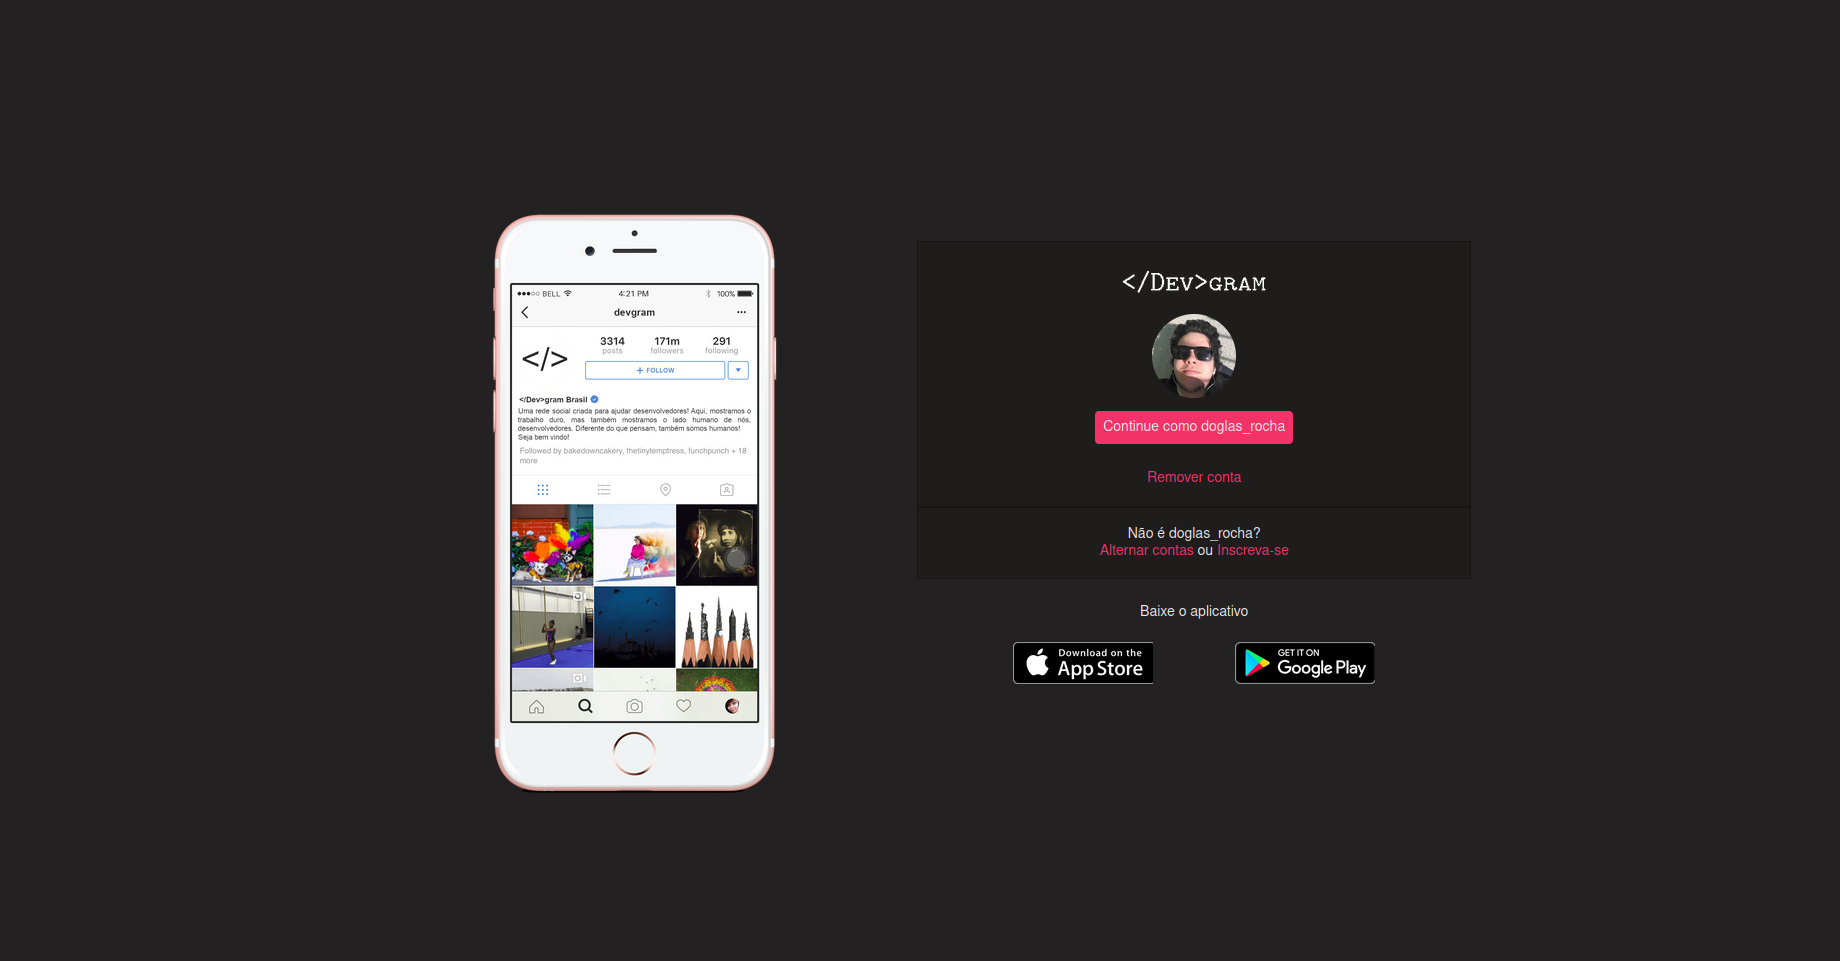 BELL
4:21 PM
100%
devgram
3314
171m
291
posts
followers
following
</>
+ FOLLOW
</Dev>gram Brasil
Uma rede social criada para ajudar desenvolvedores! Aqui, mostramos o
trabalho duro, mas também mostramos o lado humano de nós,
desenvolvedores. Diferente do que pensam, também somos humanos!
Seja bem vindo!
Followed by bakedowncakery, thetinytemptress, funchpunch + 18
more
</Dev>gram
Continue como doglas_rocha
Remover conta
Não é doglas_rocha?
Alternar contas ou Inscreva-se
Baixe o aplicativo
Download on the
App Store
GET IT ON
Google Play